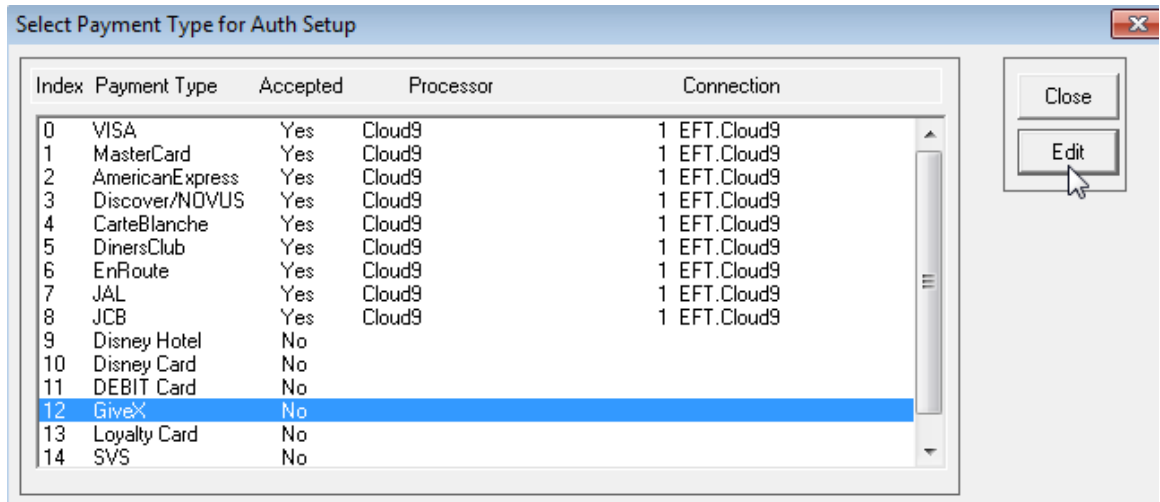 Select Payment Type for Auth Setup
Index Payment Type Accepted Processor Connection
0 VISA Yes Cloud9 1 EFT.Cloud9
1 MasterCard Yes Cloud9 1 EFT.Cloud9
2 AmericanExpress Yes Cloud9 1 EFT.Cloud9
3 Discover/NOVUS Yes Cloud9 1 EFT.Cloud9
4 CarteBlanche Yes Cloud9 1 EFT.Cloud9
5 DinersClub Yes Cloud9 1 EFT.Cloud9
6 EnRoute Yes Cloud9 1 EFT.Cloud9
7 JAL Yes Cloud9 1 EFT.Cloud9
8 JCB Yes Cloud9 1 EFT.Cloud9
9 Disney Hotel No
10 Disney Card No
11 DEBIT Card No
12 GiveX No
13 Loyalty Card No
14 SVS No
Close
Edit